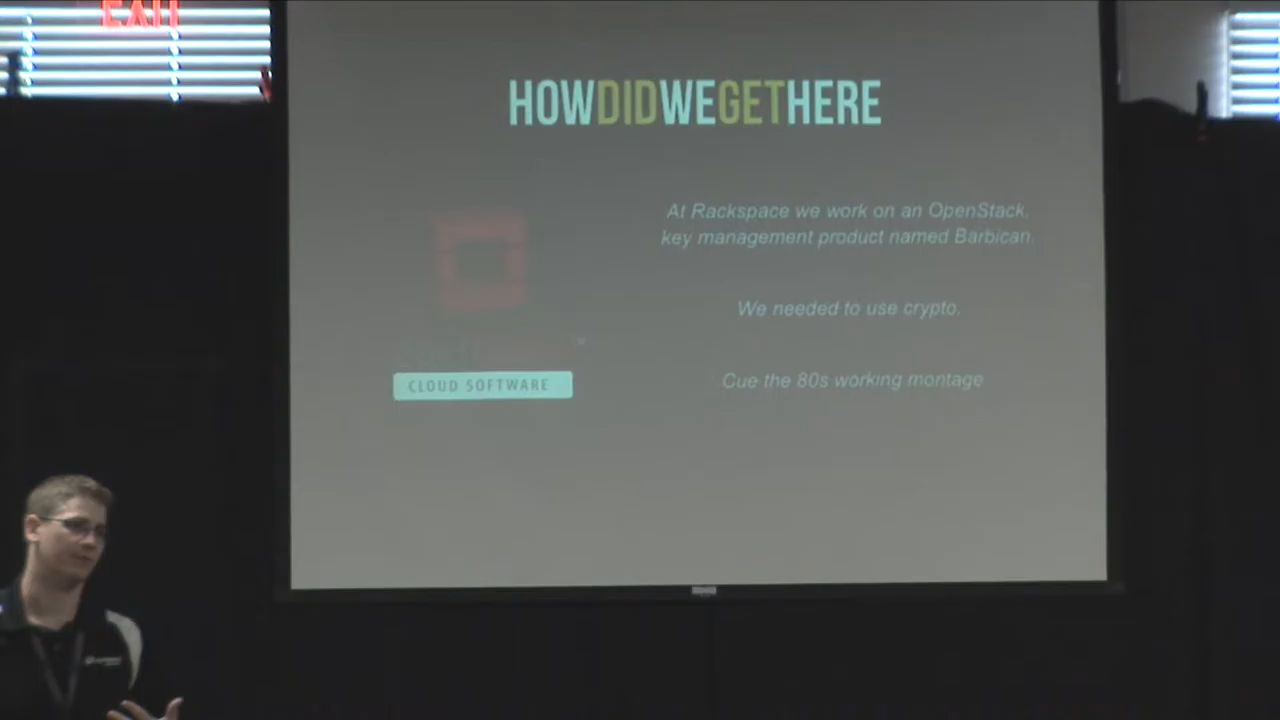 EXIT
HOWDIDWEGETHERE
At Rackspace we work on an OpenStack.
key management product named Barbican.
We needed to use crypto.
Cue the 80s working montage
CLOUD SOFTWARE